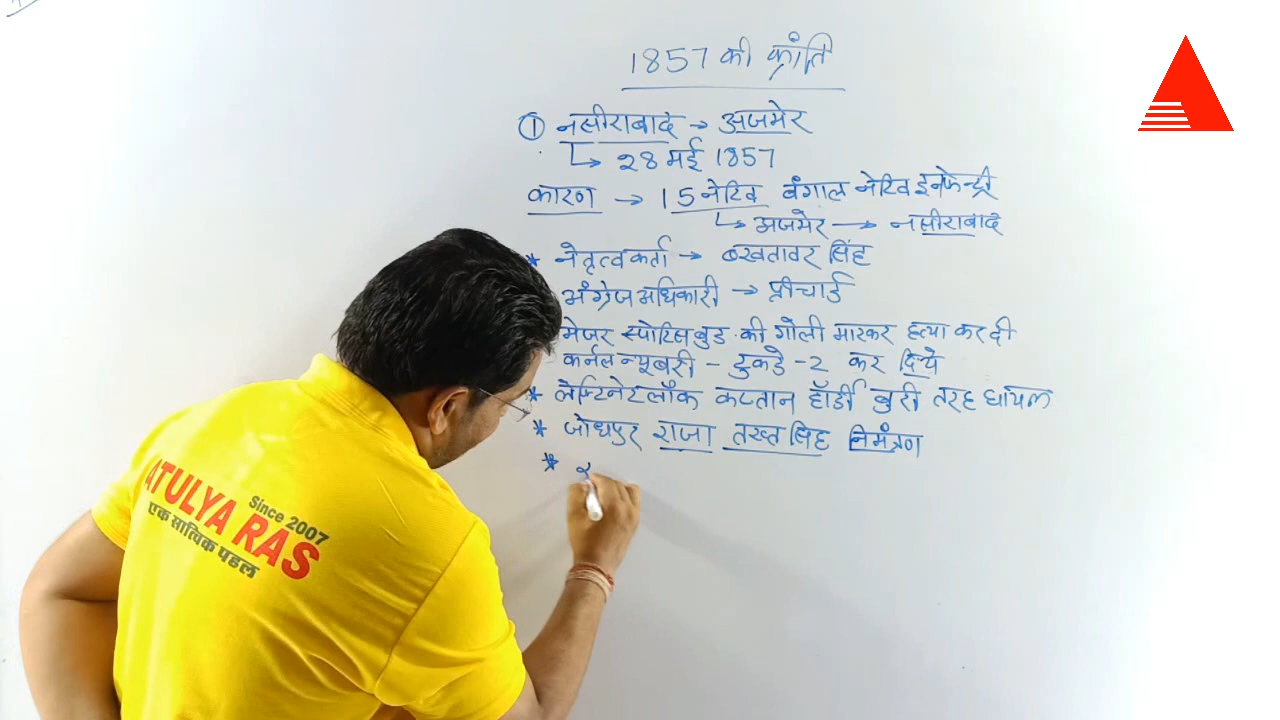 1857 की क्रांति
① नसीराबाद → अजमेर
↳ 28 मई 1857
कारण → 15 नेटिव बंगाल नेटिव इनफेन्ट्री
↳ अजमेर → नसीराबाद
* नेतृत्वकर्ता → बखतावर सिंह
अंग्रेज अधिकारी → प्रीचार्ड
मेजर स्पोटिसवुड की गोली मारकर हत्या कर दी
कर्नल न्यूबरी - टुकडे -2 कर दिये
* लेफ्टिनेट लॉक कप्तान हॉर्डी बुरी तरह घायल
* जोधपुर राजा तख्तसिंह निमंत्रण
*
ATULYA RAS
Since 2007
एक सात्विक पहल